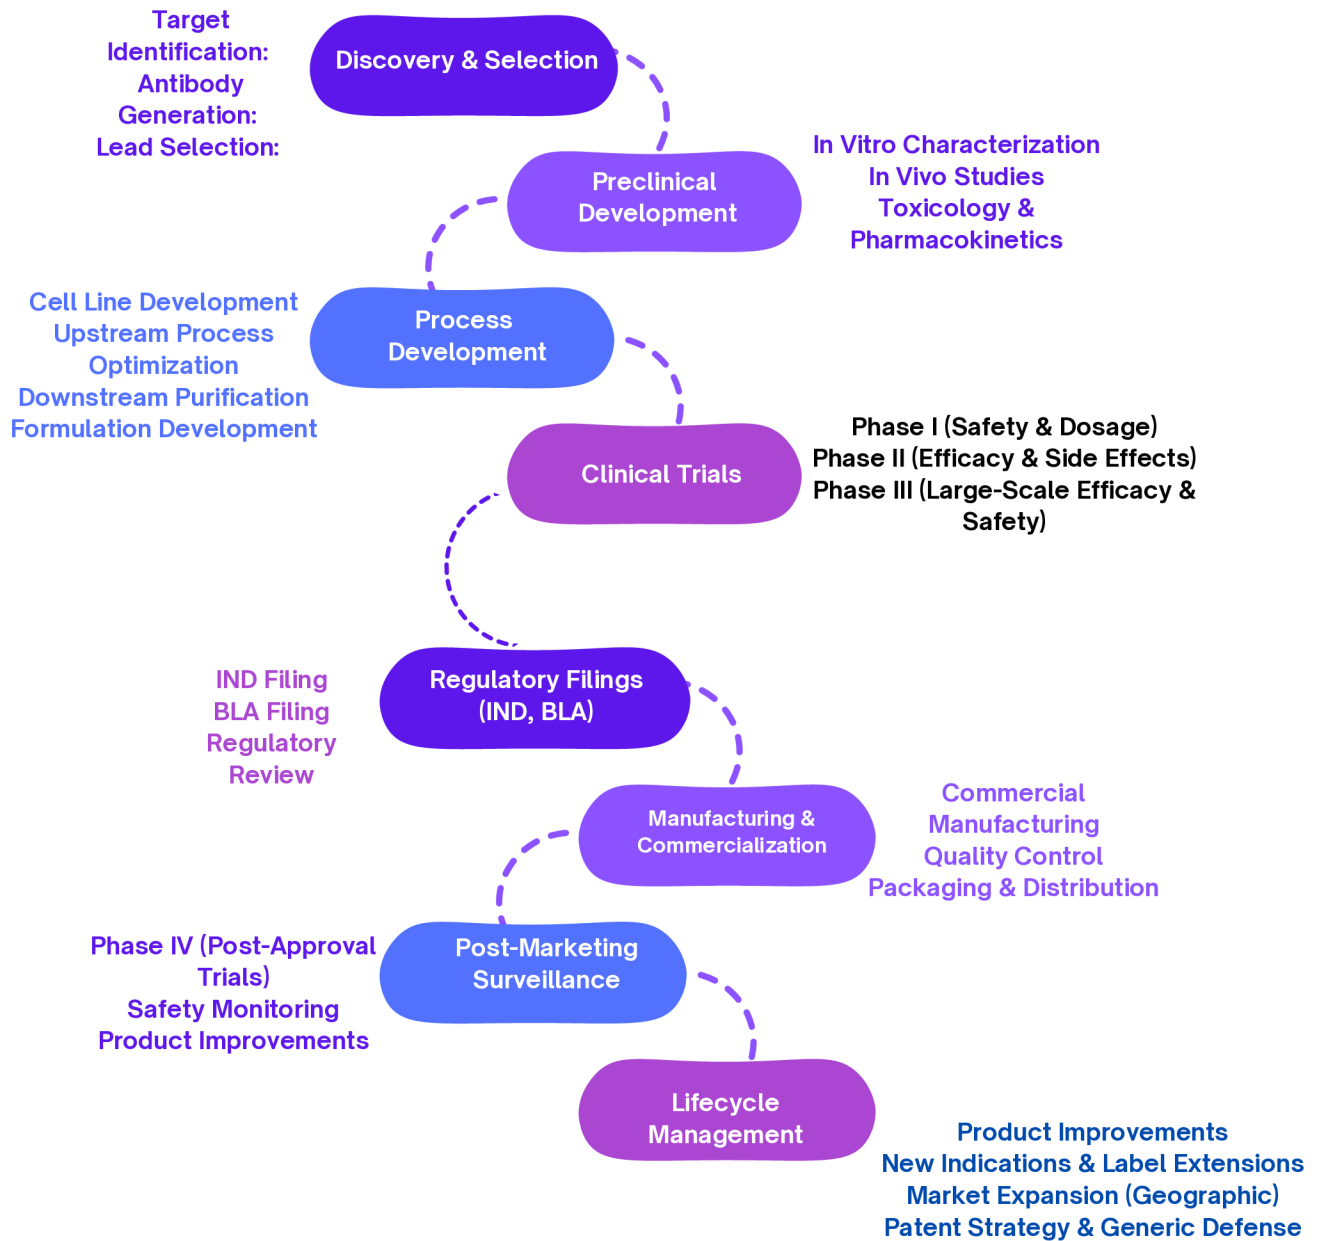 Target
Identification:
Antibody
Generation:
Lead Selection:
Discovery & Selection
Preclinical
Development
In Vitro Characterization
In Vivo Studies
Toxicology &
Pharmacokinetics
Cell Line Development
Upstream Process
Optimization
Downstream Purification
Formulation Development
Process
Development
Clinical Trials
Phase I (Safety & Dosage)
Phase II (Efficacy & Side Effects)
Phase III (Large-Scale Efficacy &
Safety)
IND Filing
BLA Filing
Regulatory
Review
Regulatory Filings
(IND, BLA)
Manufacturing &
Commercialization
Commercial
Manufacturing
Quality Control
Packaging & Distribution
Phase IV (Post-Approval
Trials)
Safety Monitoring
Product Improvements
Post-Marketing
Surveillance
Lifecycle
Management
Product Improvements
New Indications & Label Extensions
Market Expansion (Geographic)
Patent Strategy & Generic Defense